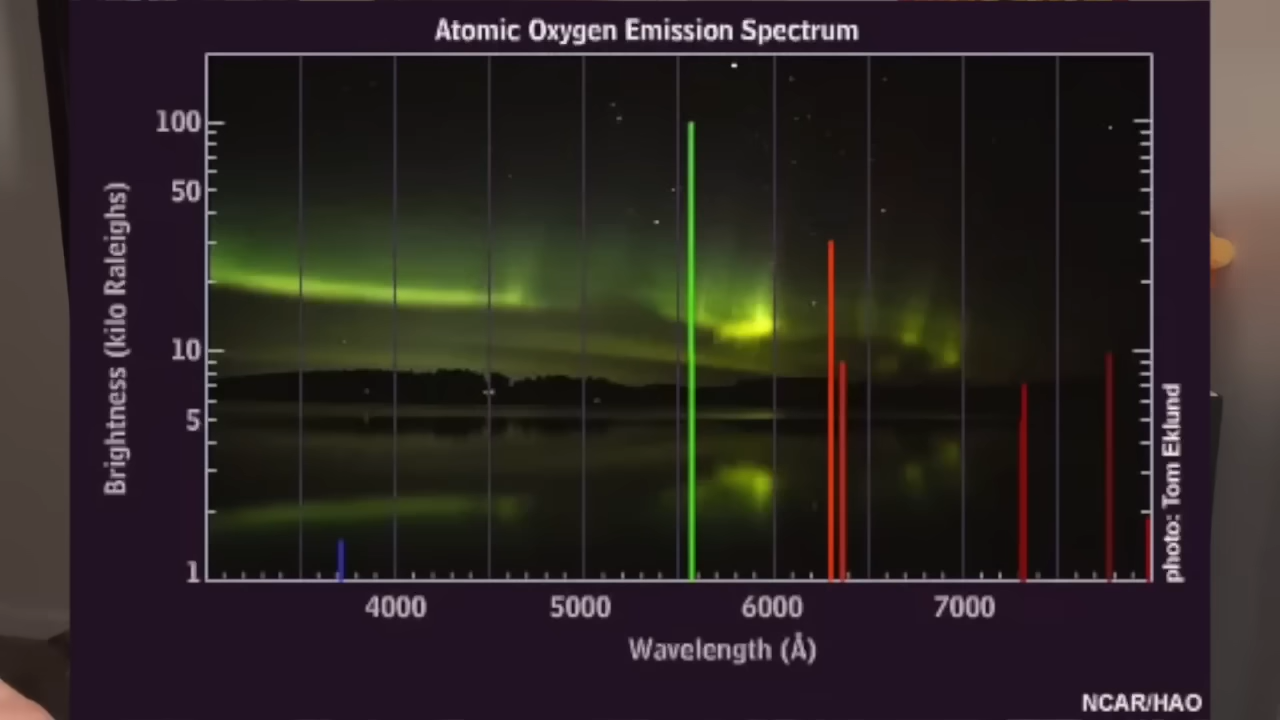 Atomic Oxygen Emission Spectrum
100
50
10
5
1
Brightness (kilo Raleighs)
4000 5000 6000 7000
Wavelength (Å)
photo: Tom Eklund
NCAR/HAO